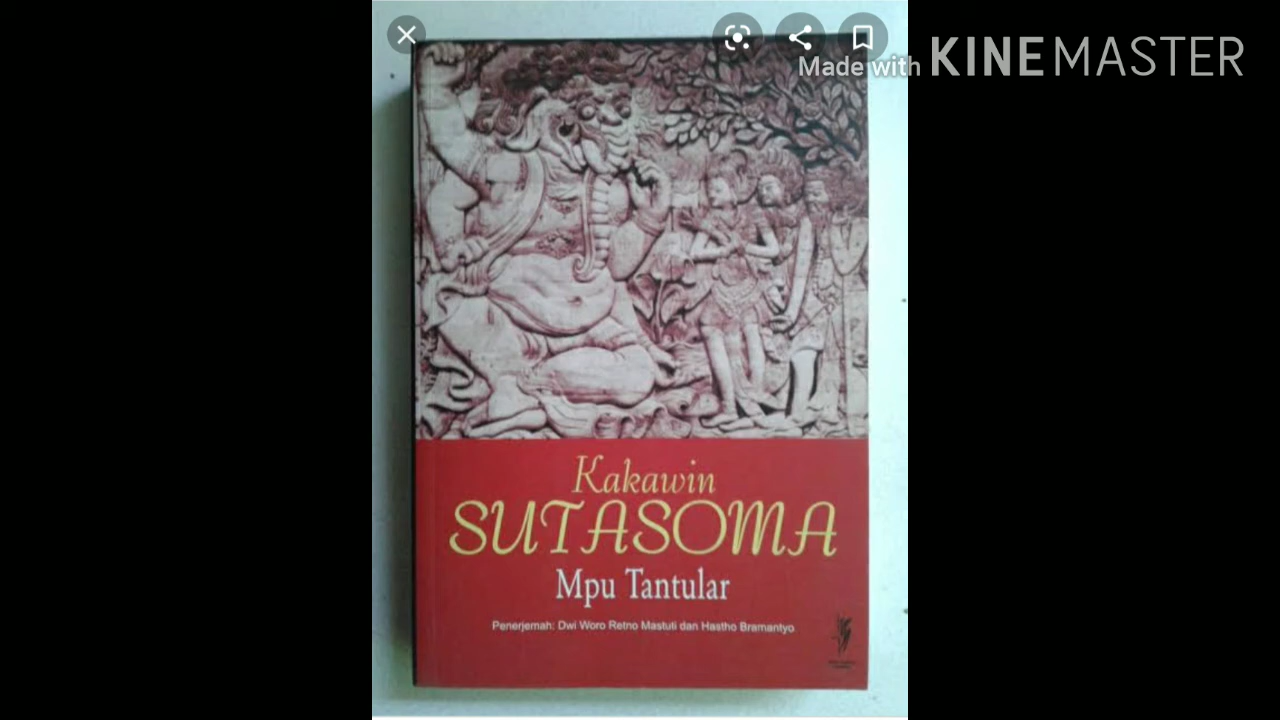 Made with KINEMASTER
Kakawin
SUTASOMA
Mpu Tantular
Penerjemah: Dwi Woro Retno Mastuti dan Hastho Bramantyo